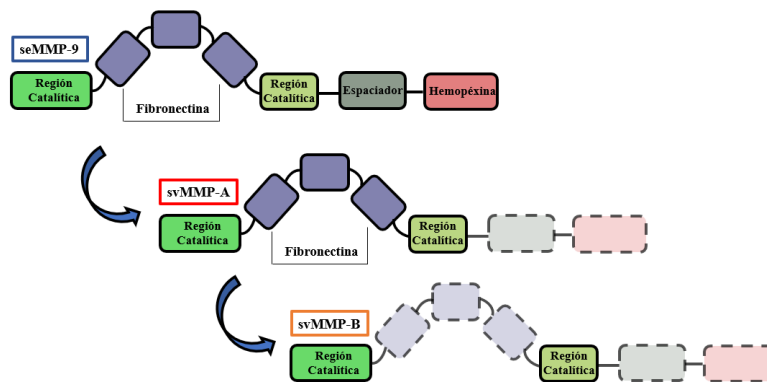 seMMP-9
Región
Catalítica
Fibronectina
Región
Catalítica
Espaciador
Hemopéxina
svMMP-A
Región
Catalítica
Fibronectina
Región
Catalítica
svMMP-B
Región
Catalítica
Región
Catalítica